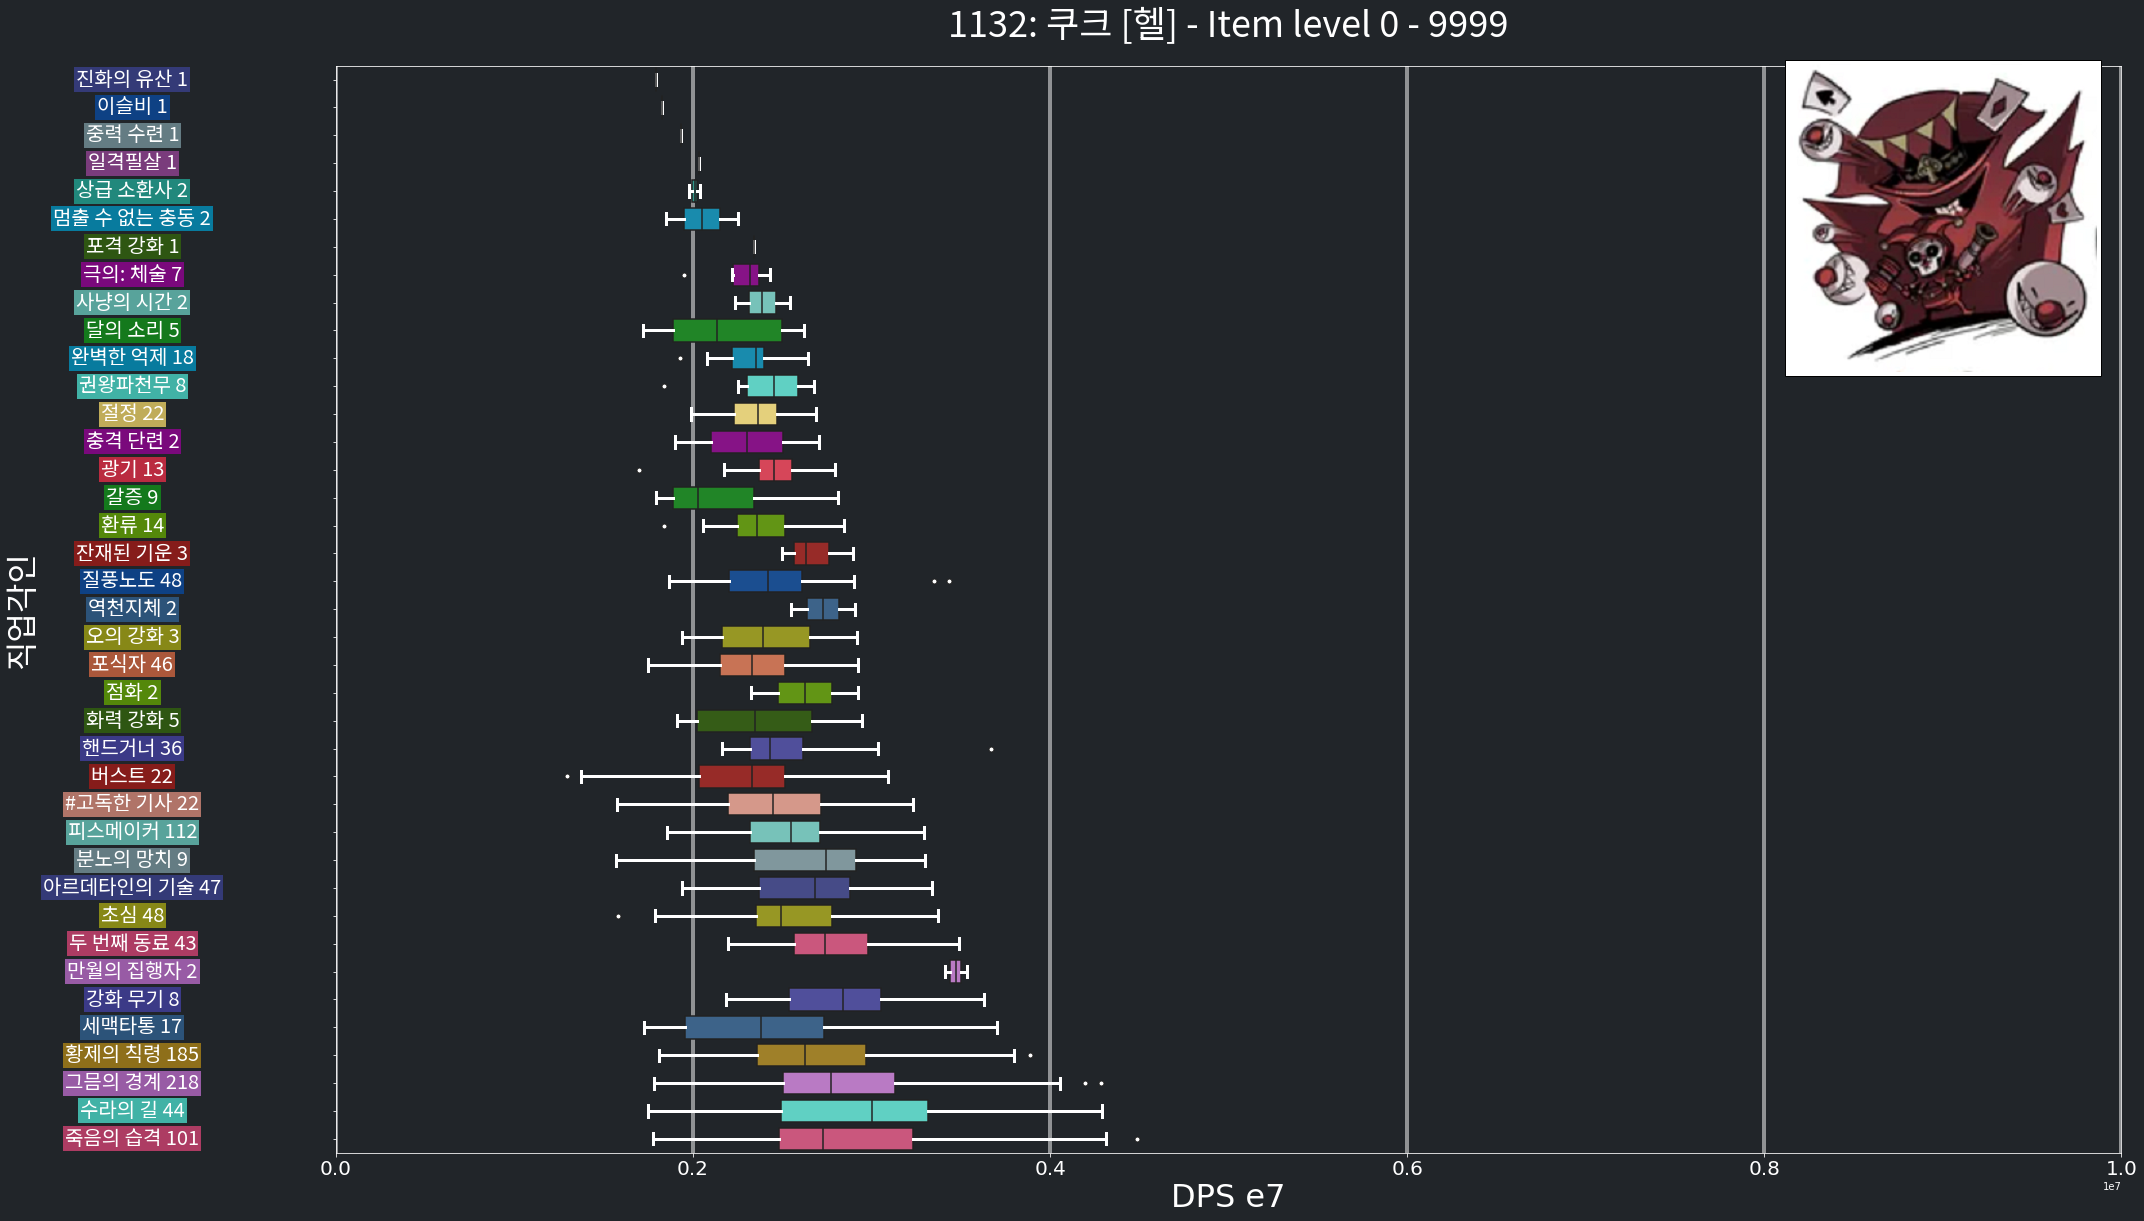 1132: 쿠크 [헬] - Item level 0 - 9999
직업각인
진화의 유산 1
이슬비 1
중력 수련 1
일격필살 1
상급 소환사 2
멈출 수 없는 충동 2
포격 강화 1
극의: 체술 7
사냥의 시간 2
달의 소리 5
완벽한 억제 18
권왕파천무 8
절정 22
충격 단련 2
광기 13
갈증 9
환류 14
잔재된 기운 3
질풍노도 48
역천지체 2
오의 강화 3
포식자 46
점화 2
화력 강화 5
핸드거너 36
버스트 22
#고독한 기사 22
피스메이커 112
분노의 망치 9
아르데타인의 기술 47
초심 48
두 번째 동료 43
만월의 집행자 2
강화 무기 8
세맥타통 17
황제의 칙령 185
그믐의 경계 218
수라의 길 44
죽음의 습격 101
0.0 0.2 0.4 0.6 0.8 1.0
1e7
DPS e7